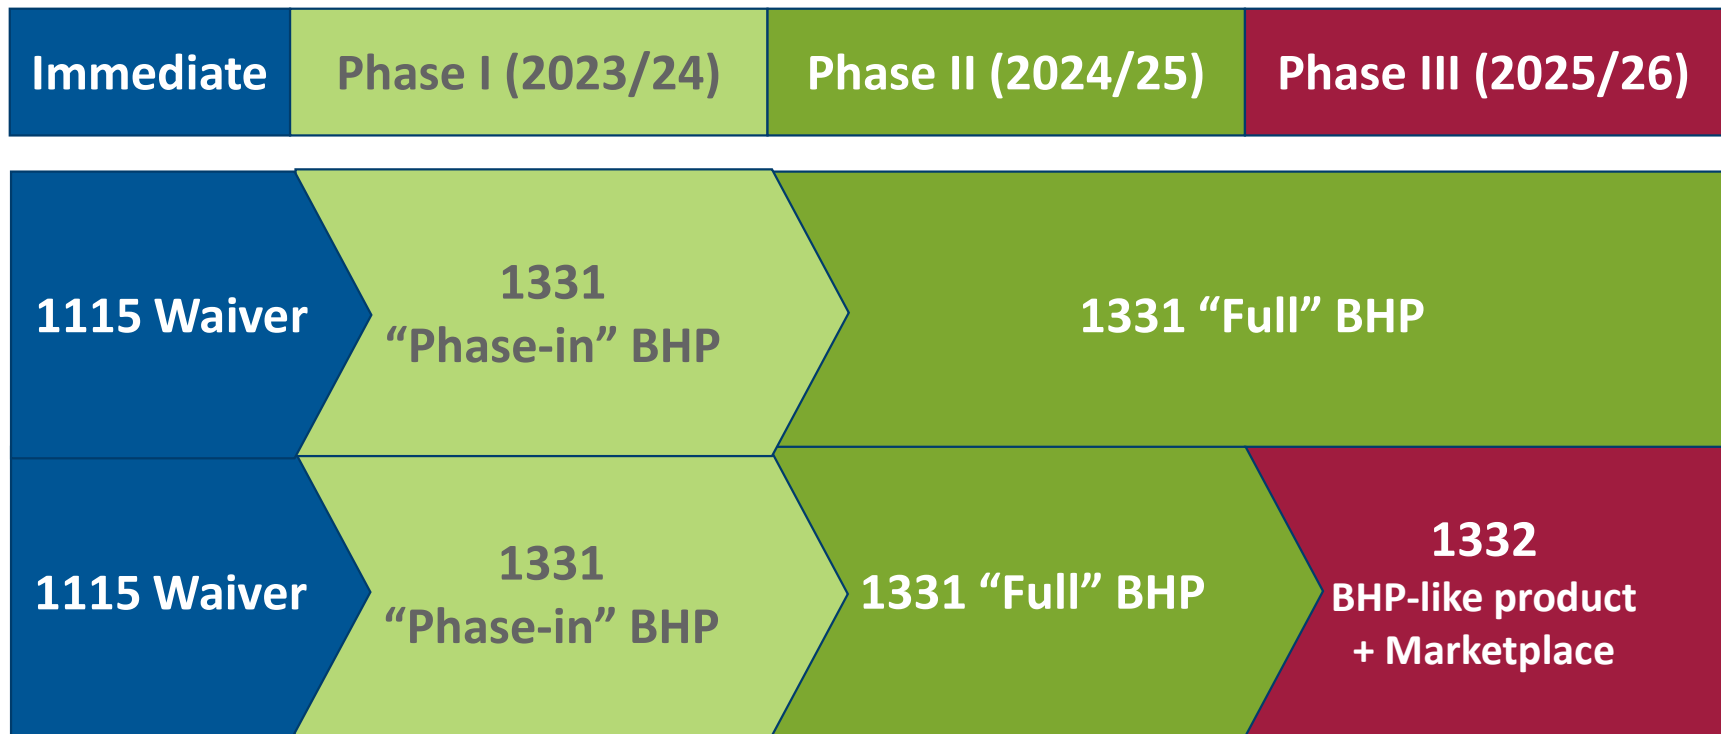 Immediate
Phase I (2023/24)
Phase II (2024/25)
Phase III (2025/26)
1115 Waiver
1331
“Phase-in” BHP
1331 “Full” BHP
1115 Waiver
1331
“Phase-in” BHP
1331 “Full” BHP
1332
BHP-like product
+ Marketplace